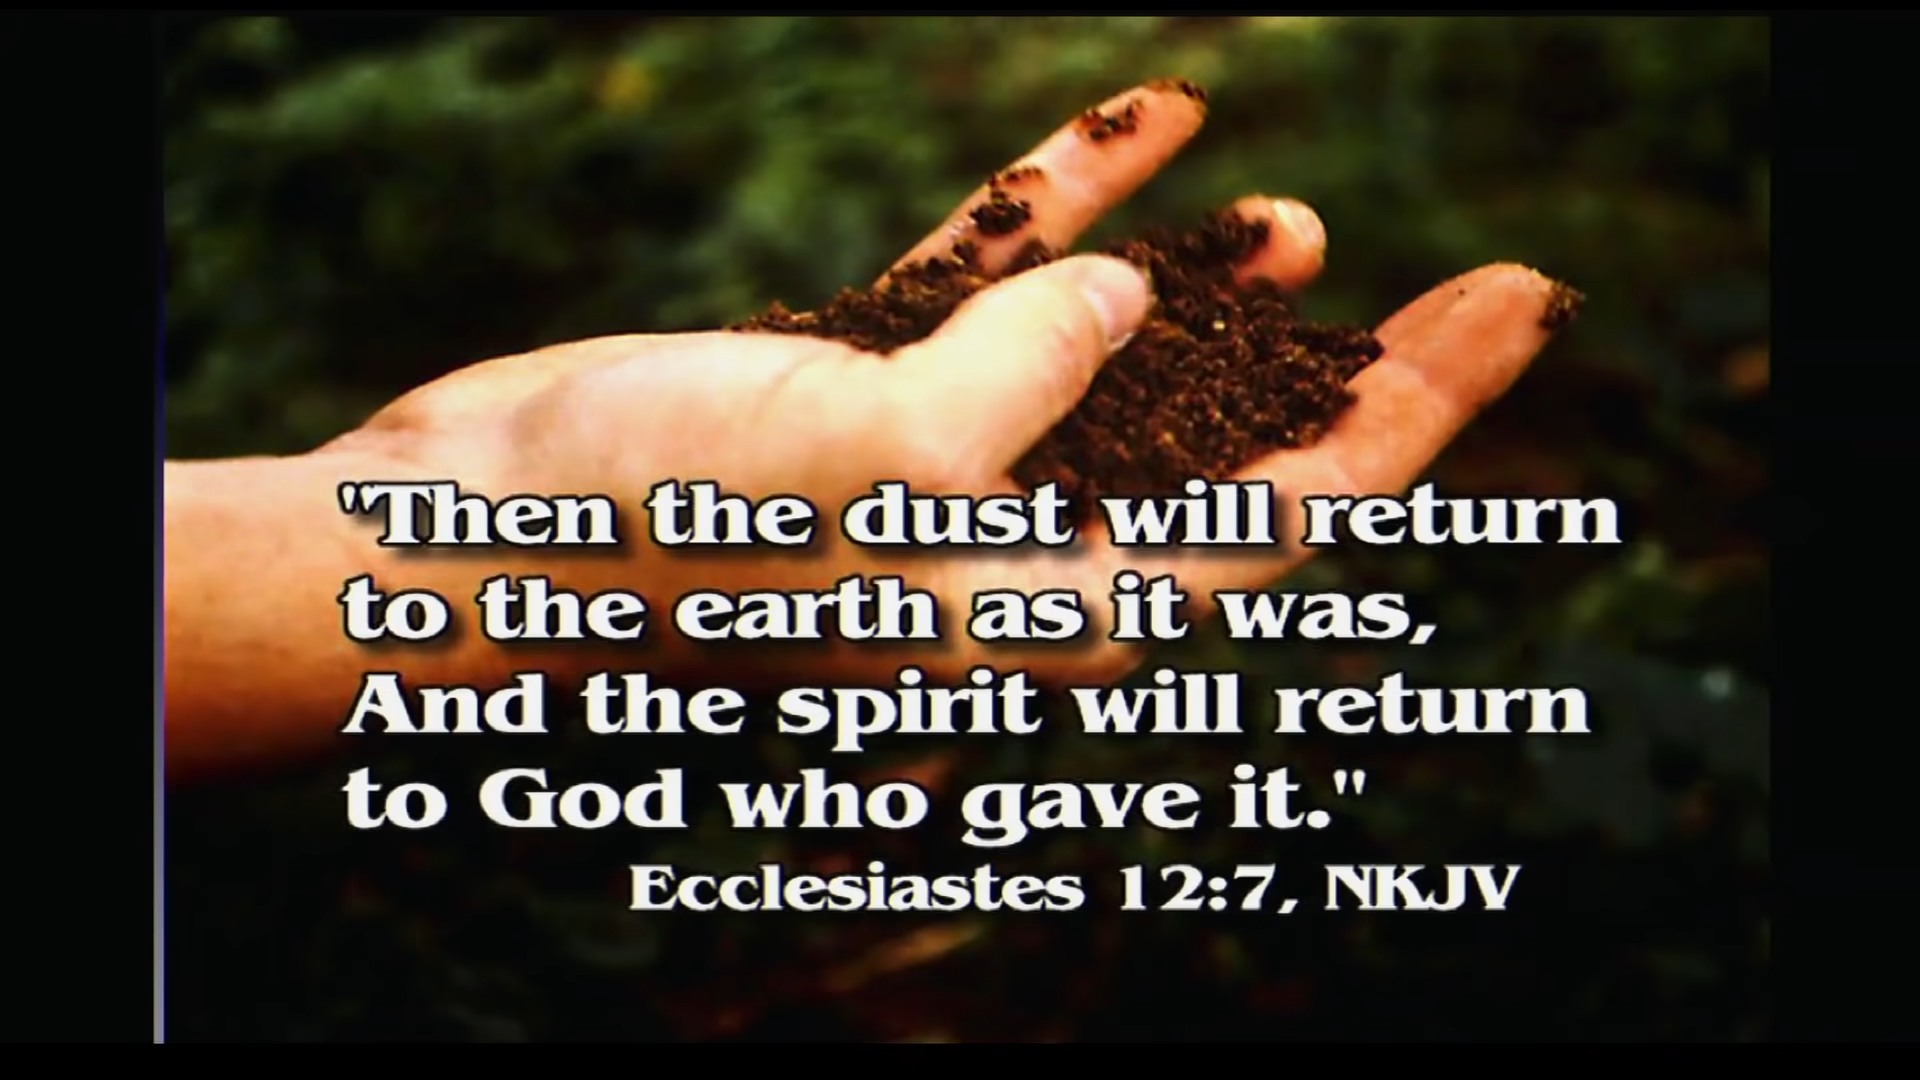 "Then the dust will return
to the earth as it was,
And the spirit will return
to God who gave it."
Ecclesiastes 12:7, NKJV